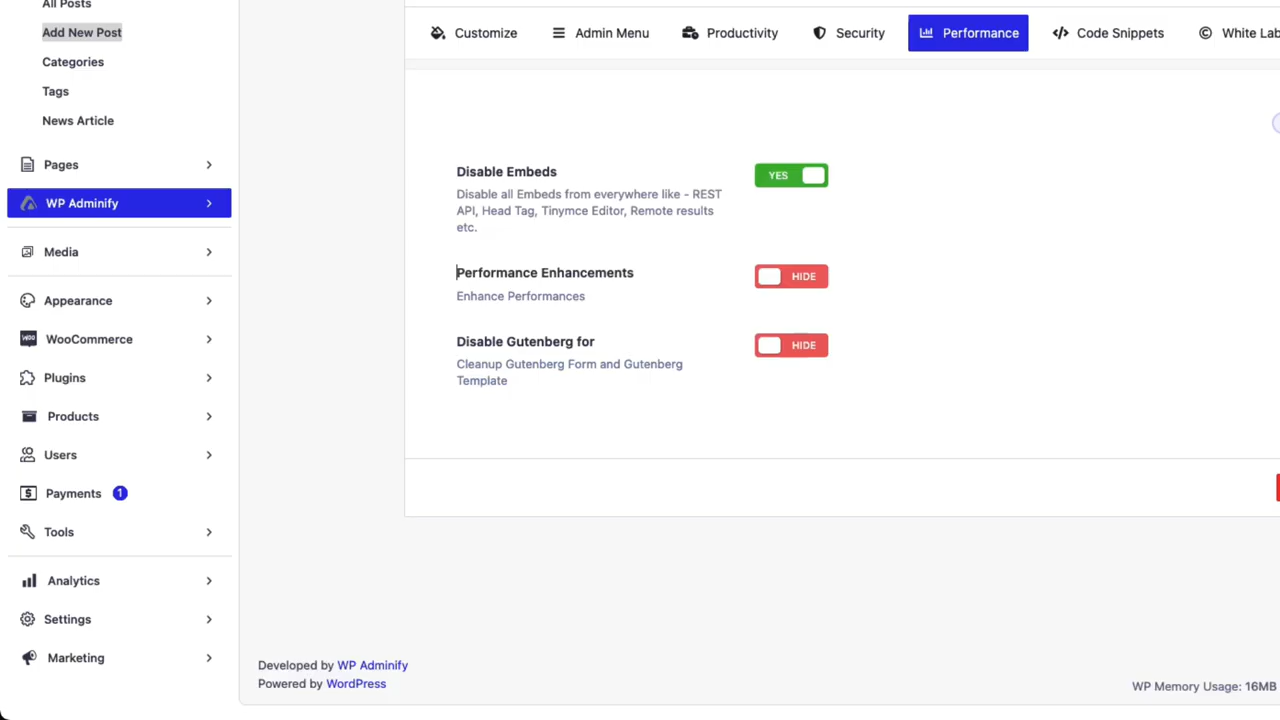 All Posts
Add New Post
Categories
Tags
News Article
Pages
WP Adminify
Media
Appearance
WOO WooCommerce
Plugins
Products
Users
Payments 1
Tools
Analytics
Settings
Marketing
Customize Admin Menu Productivity Security Performance Code Snippets White Lab
Disable Embeds YES
Disable all Embeds from everywhere like - REST
API, Head Tag, Tinymce Editor, Remote results
etc.
Performance Enhancements HIDE
Enhance Performances
Disable Gutenberg for HIDE
Cleanup Gutenberg Form and Gutenberg
Template
Developed by WP Adminify
Powered by WordPress
WP Memory Usage: 16MB